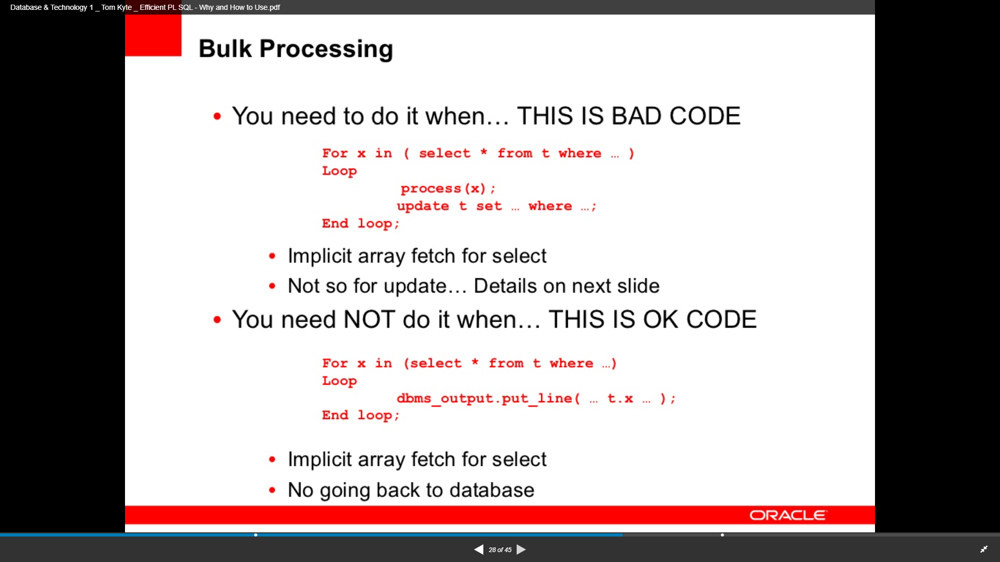 Database & Technology 1 _ Tom Kyte _ Efficient PL SQL - Why and How to Use.pdf
Bulk Processing
• You need to do it when… THIS IS BAD CODE
For x in ( select * from t where … )
Loop
process(x);
update t set … where …;
End loop;
• Implicit array fetch for select
• Not so for update… Details on next slide
• You need NOT do it when… THIS IS OK CODE
For x in (select * from t where …)
Loop
dbms_output.put_line( … t.x … );
End loop;
• Implicit array fetch for select
• No going back to database
ORACLE
28 of 45